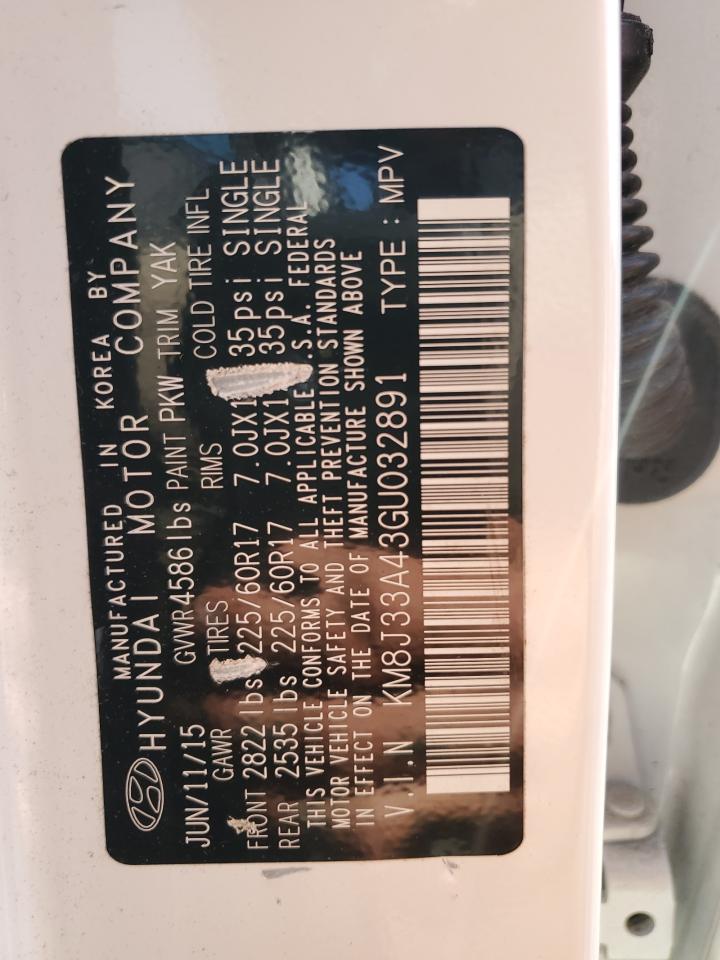 MANUFACTURED IN KOREA BY
HYUNDAI MOTOR COMPANY
JUN/11/15 GVWR 4586 lbs PAINT PKW TRIM YAK
GAWR TIRES RIMS COLD TIRE INFL
FRONT 2822 lbs 225/60R17 7.0JX1 35psi SINGLE
REAR 2535 lbs 225/60R17 7.0JX1 35psi SINGLE
THIS VEHICLE CONFORMS TO ALL APPLICABLE .S.A. FEDERAL
MOTOR VEHICLE SAFETY AND THEFT PREVENTION STANDARDS
IN EFFECT ON THE DATE OF MANUFACTURE SHOWN ABOVE
V.I.N KM8J33A43GU032891 TYPE : MPV